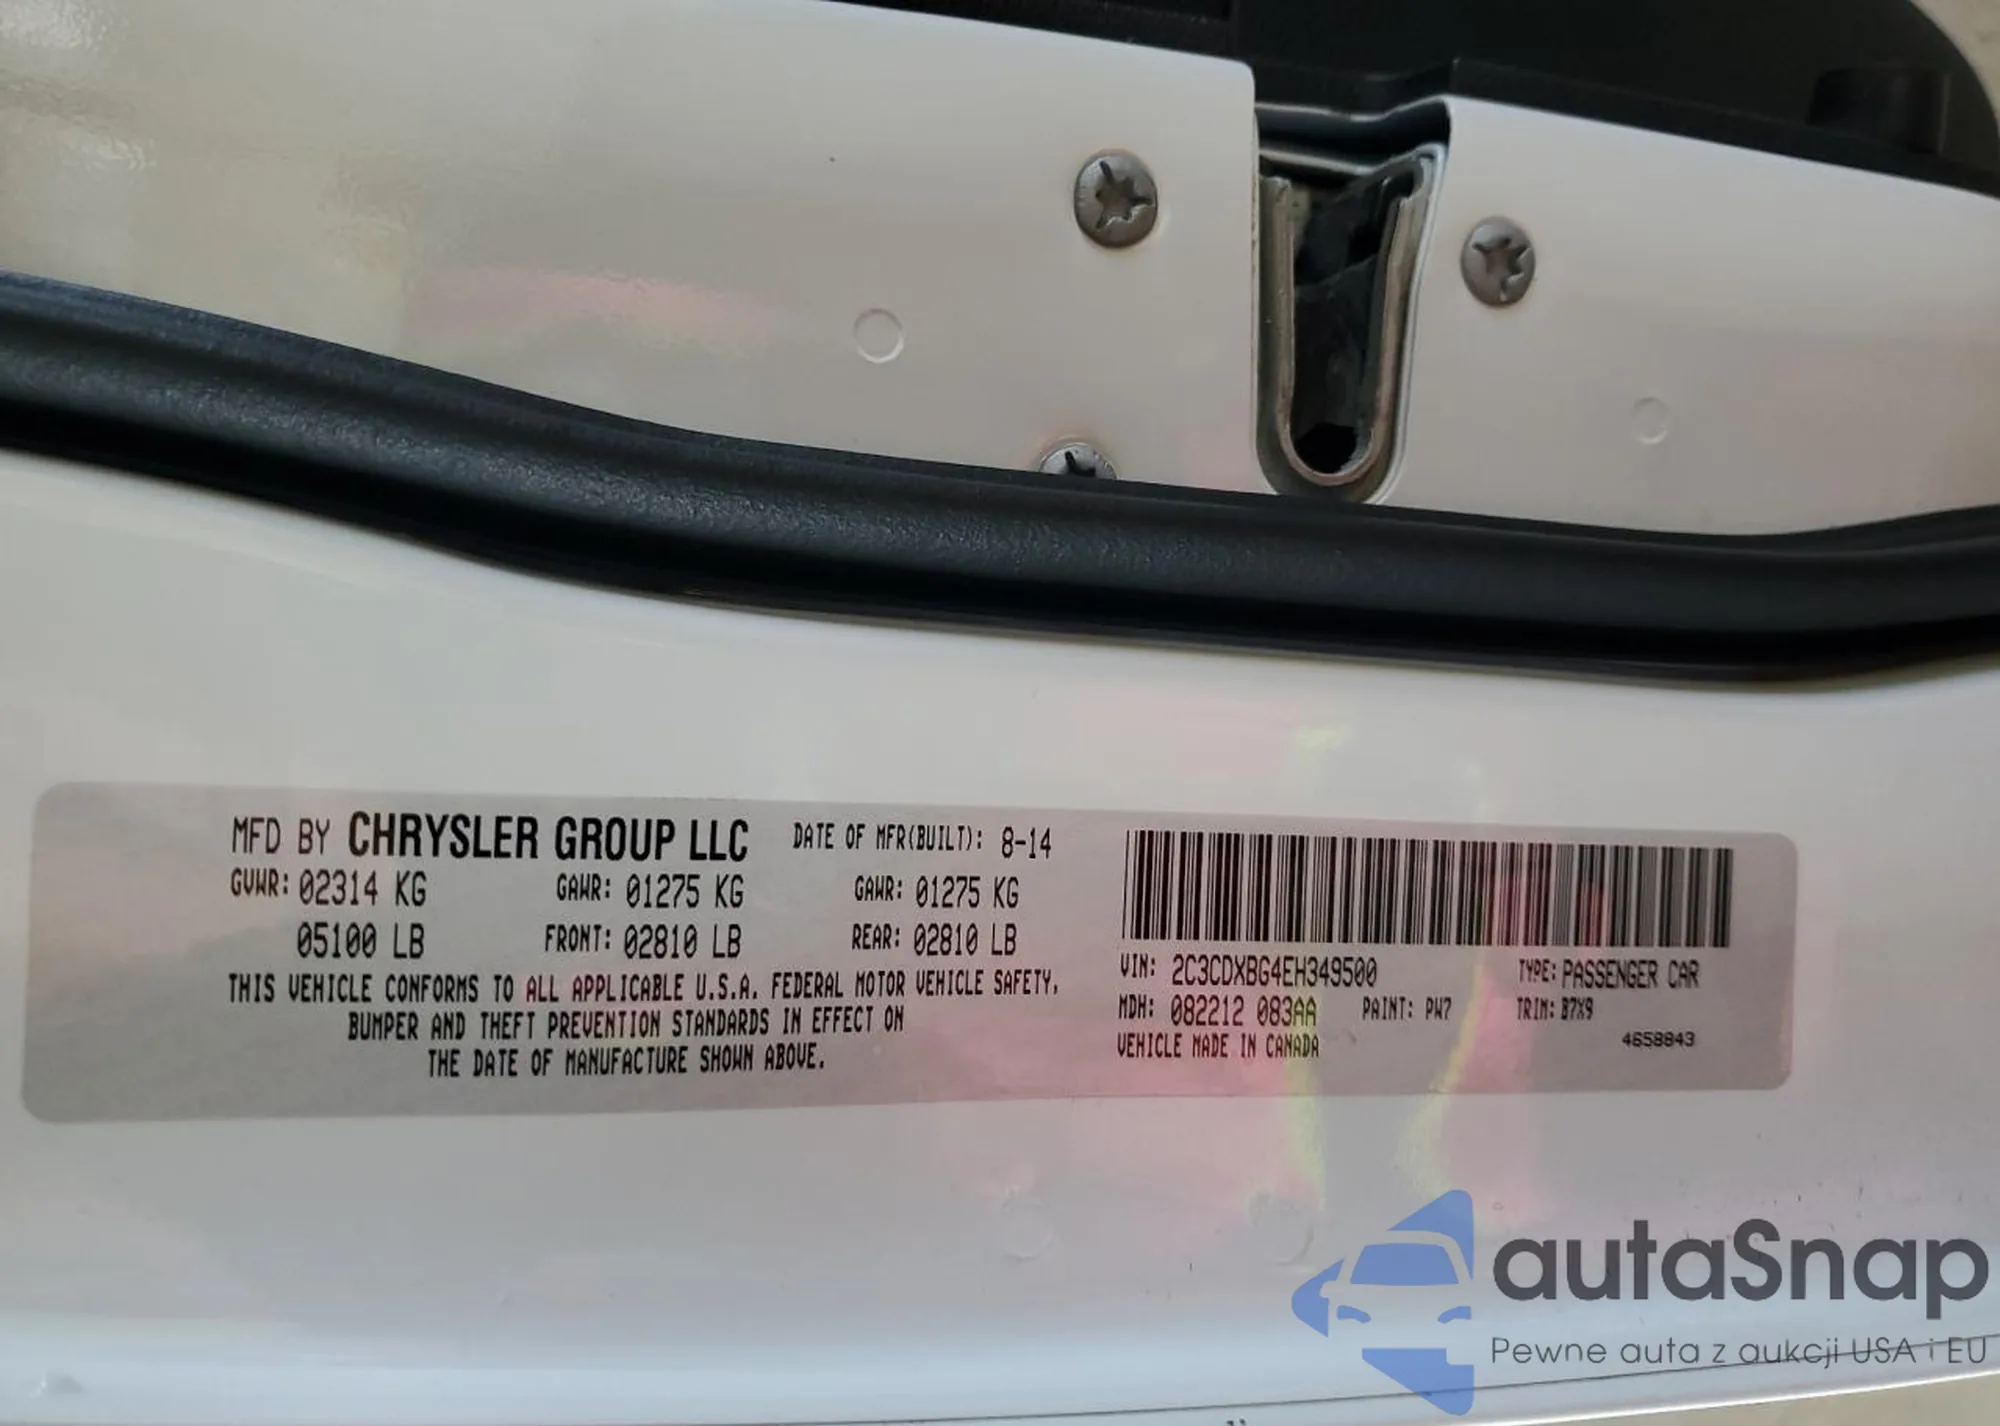 MFD BY CHRYSLER GROUP LLC DATE OF MFR(BUILT): 8-14
GVWR: 02314 KG GAWR: 01275 KG GAWR: 01275 KG
05100 LB FRONT: 02810 LB REAR: 02810 LB
THIS VEHICLE CONFORMS TO ALL APPLICABLE U.S.A. FEDERAL MOTOR VEHICLE SAFETY,
BUMPER AND THEFT PREVENTION STANDARDS IN EFFECT ON
THE DATE OF MANUFACTURE SHOWN ABOVE.
VIN: 2C3CDXBG4EH349500 TYPE: PASSENGER CAR
MDH: 082212 083AA PAINT: PW7 TRIM: B7X9
VEHICLE MADE IN CANADA 4658843
autaSnap
Pewne auta z aukcji USA i EU